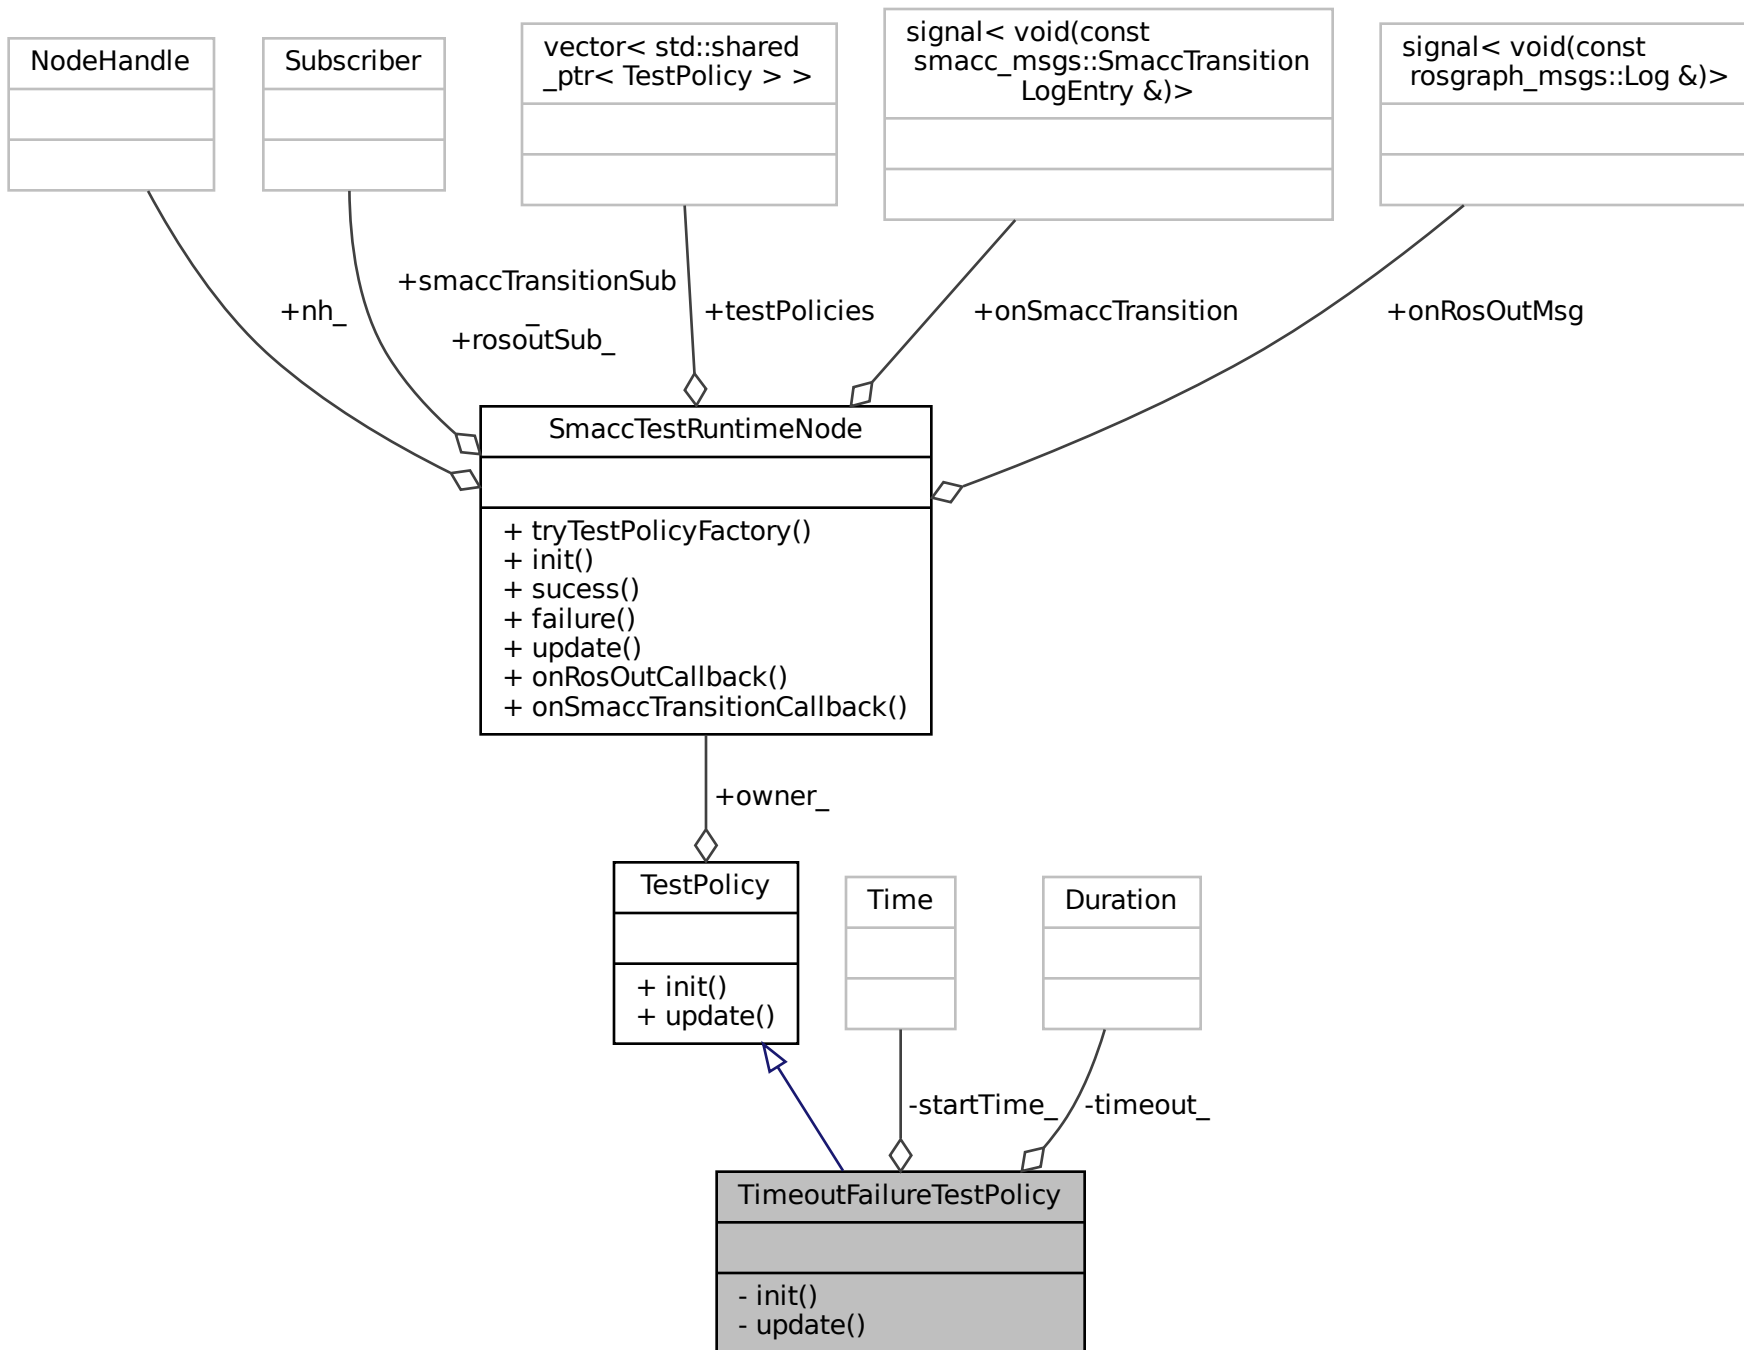 NodeHandle
Subscriber
vector< std::shared
_ptr< TestPolicy > >
signal< void(const
smacc_msgs::SmaccTransition
LogEntry &)>
signal< void(const
rosgraph_msgs::Log &)>
+nh_
+smaccTransitionSub
_
+rosoutSub_
+testPolicies
+onSmaccTransition
+onRosOutMsg
SmaccTestRuntimeNode
+ tryTestPolicyFactory()
+ init()
+ sucess()
+ failure()
+ update()
+ onRosOutCallback()
+ onSmaccTransitionCallback()
+owner_
TestPolicy
+ init()
+ update()
Time
Duration
-startTime_
-timeout_
TimeoutFailureTestPolicy
- init()
- update()